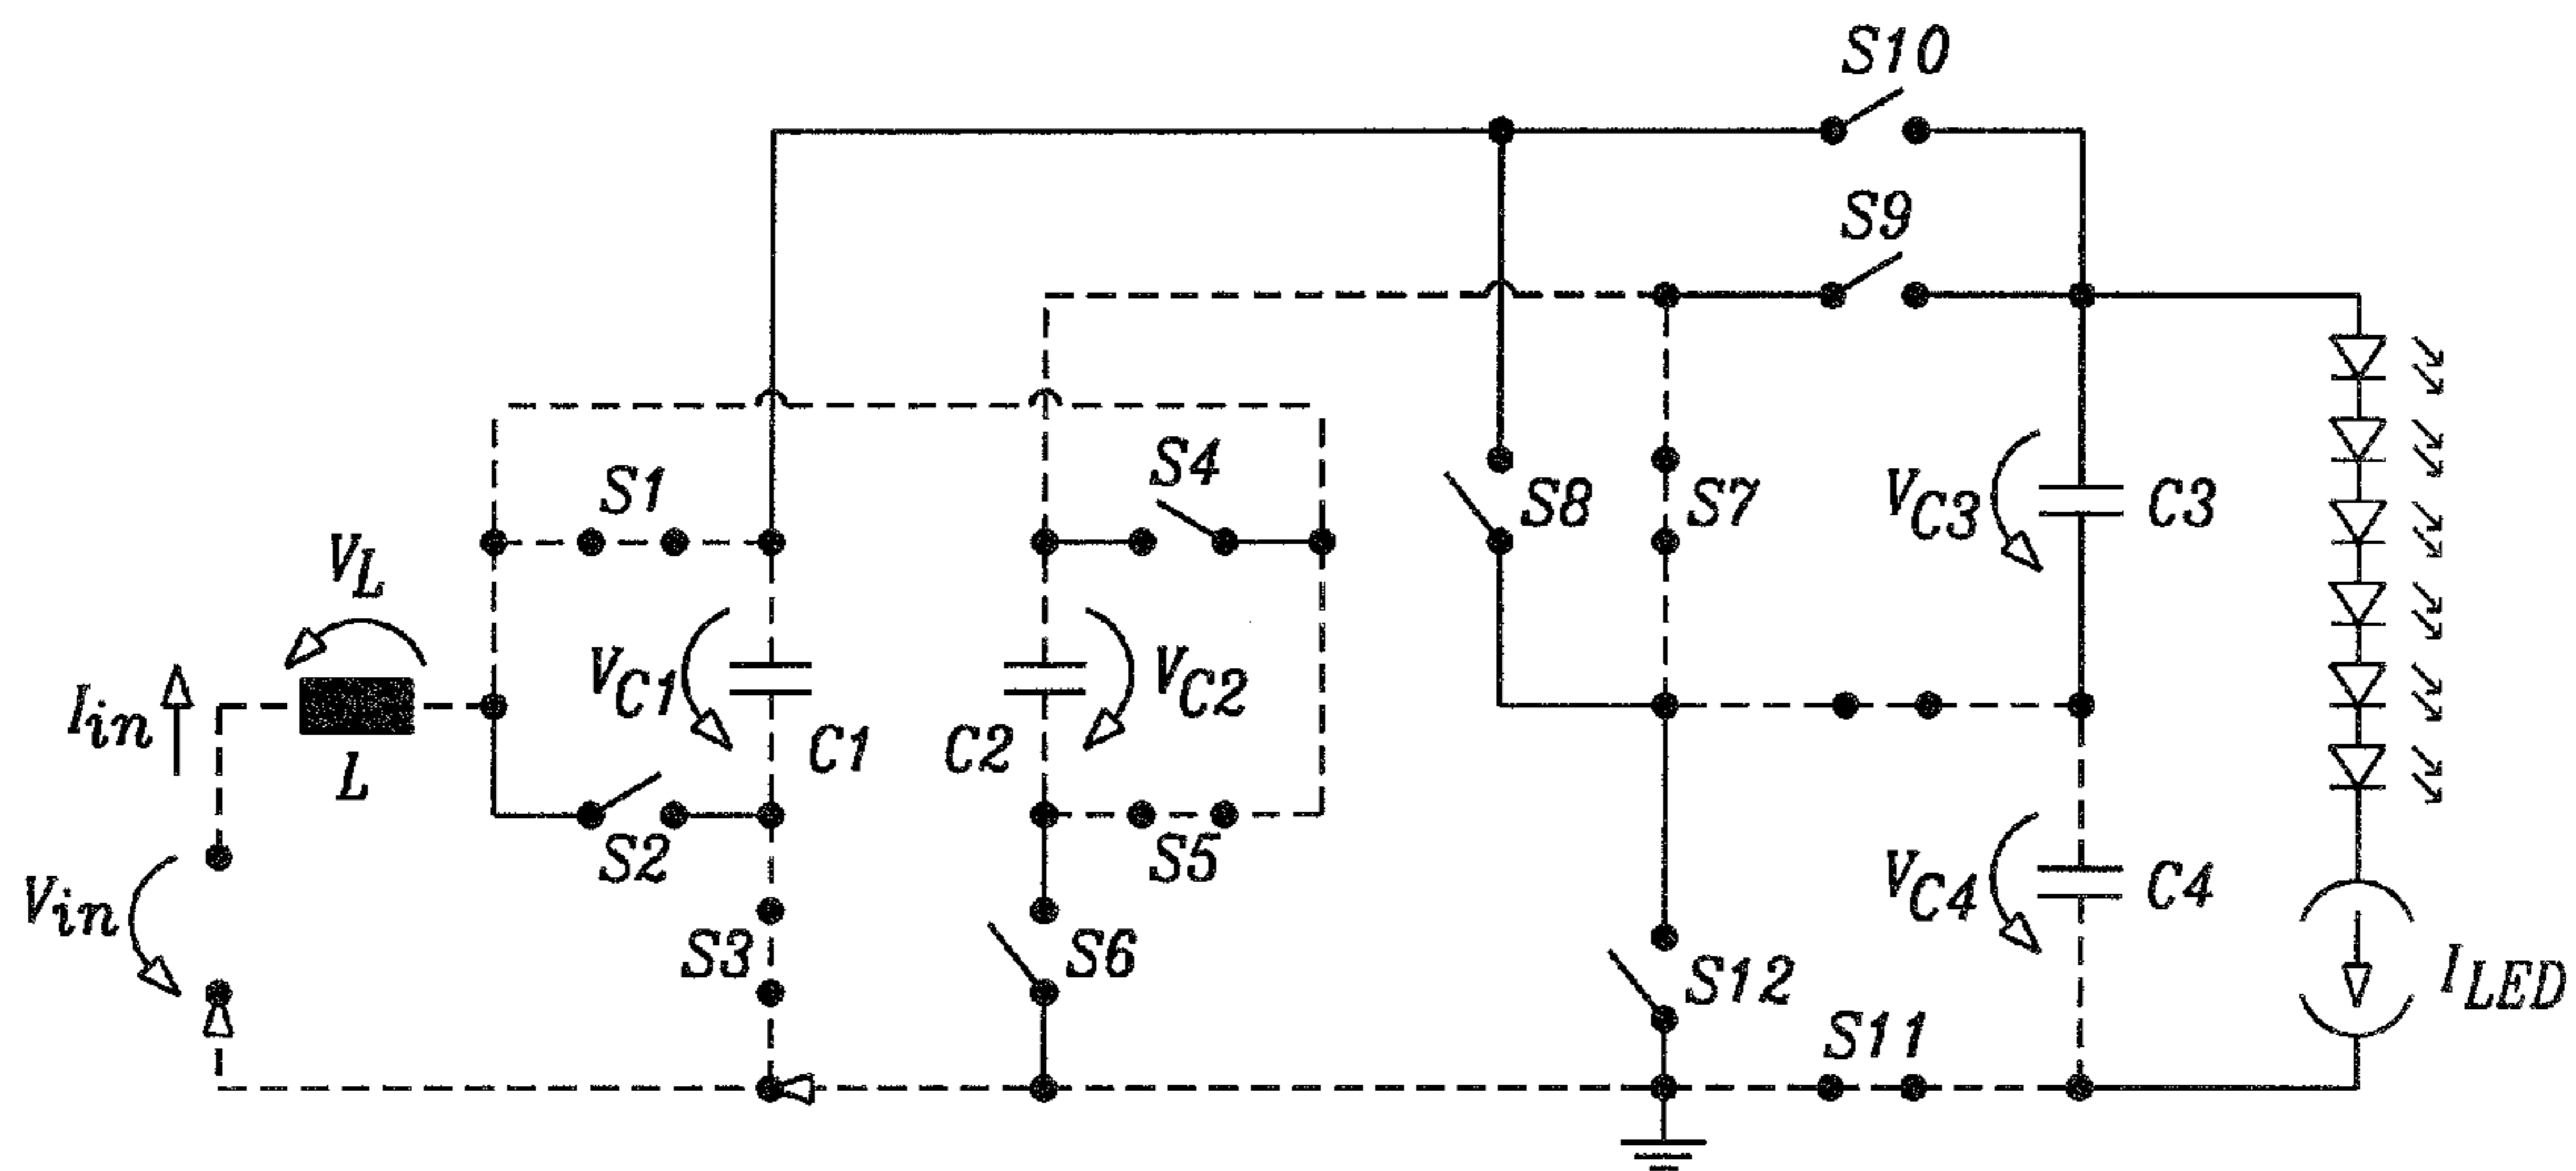 S10
S9
S1
S4
S8
S7
VC3
C3
VL
VC1
VC2
Iin
L
C1
C2
S2
S5
Vin
VC4
C4
S3
S6
S12
ILED
S11